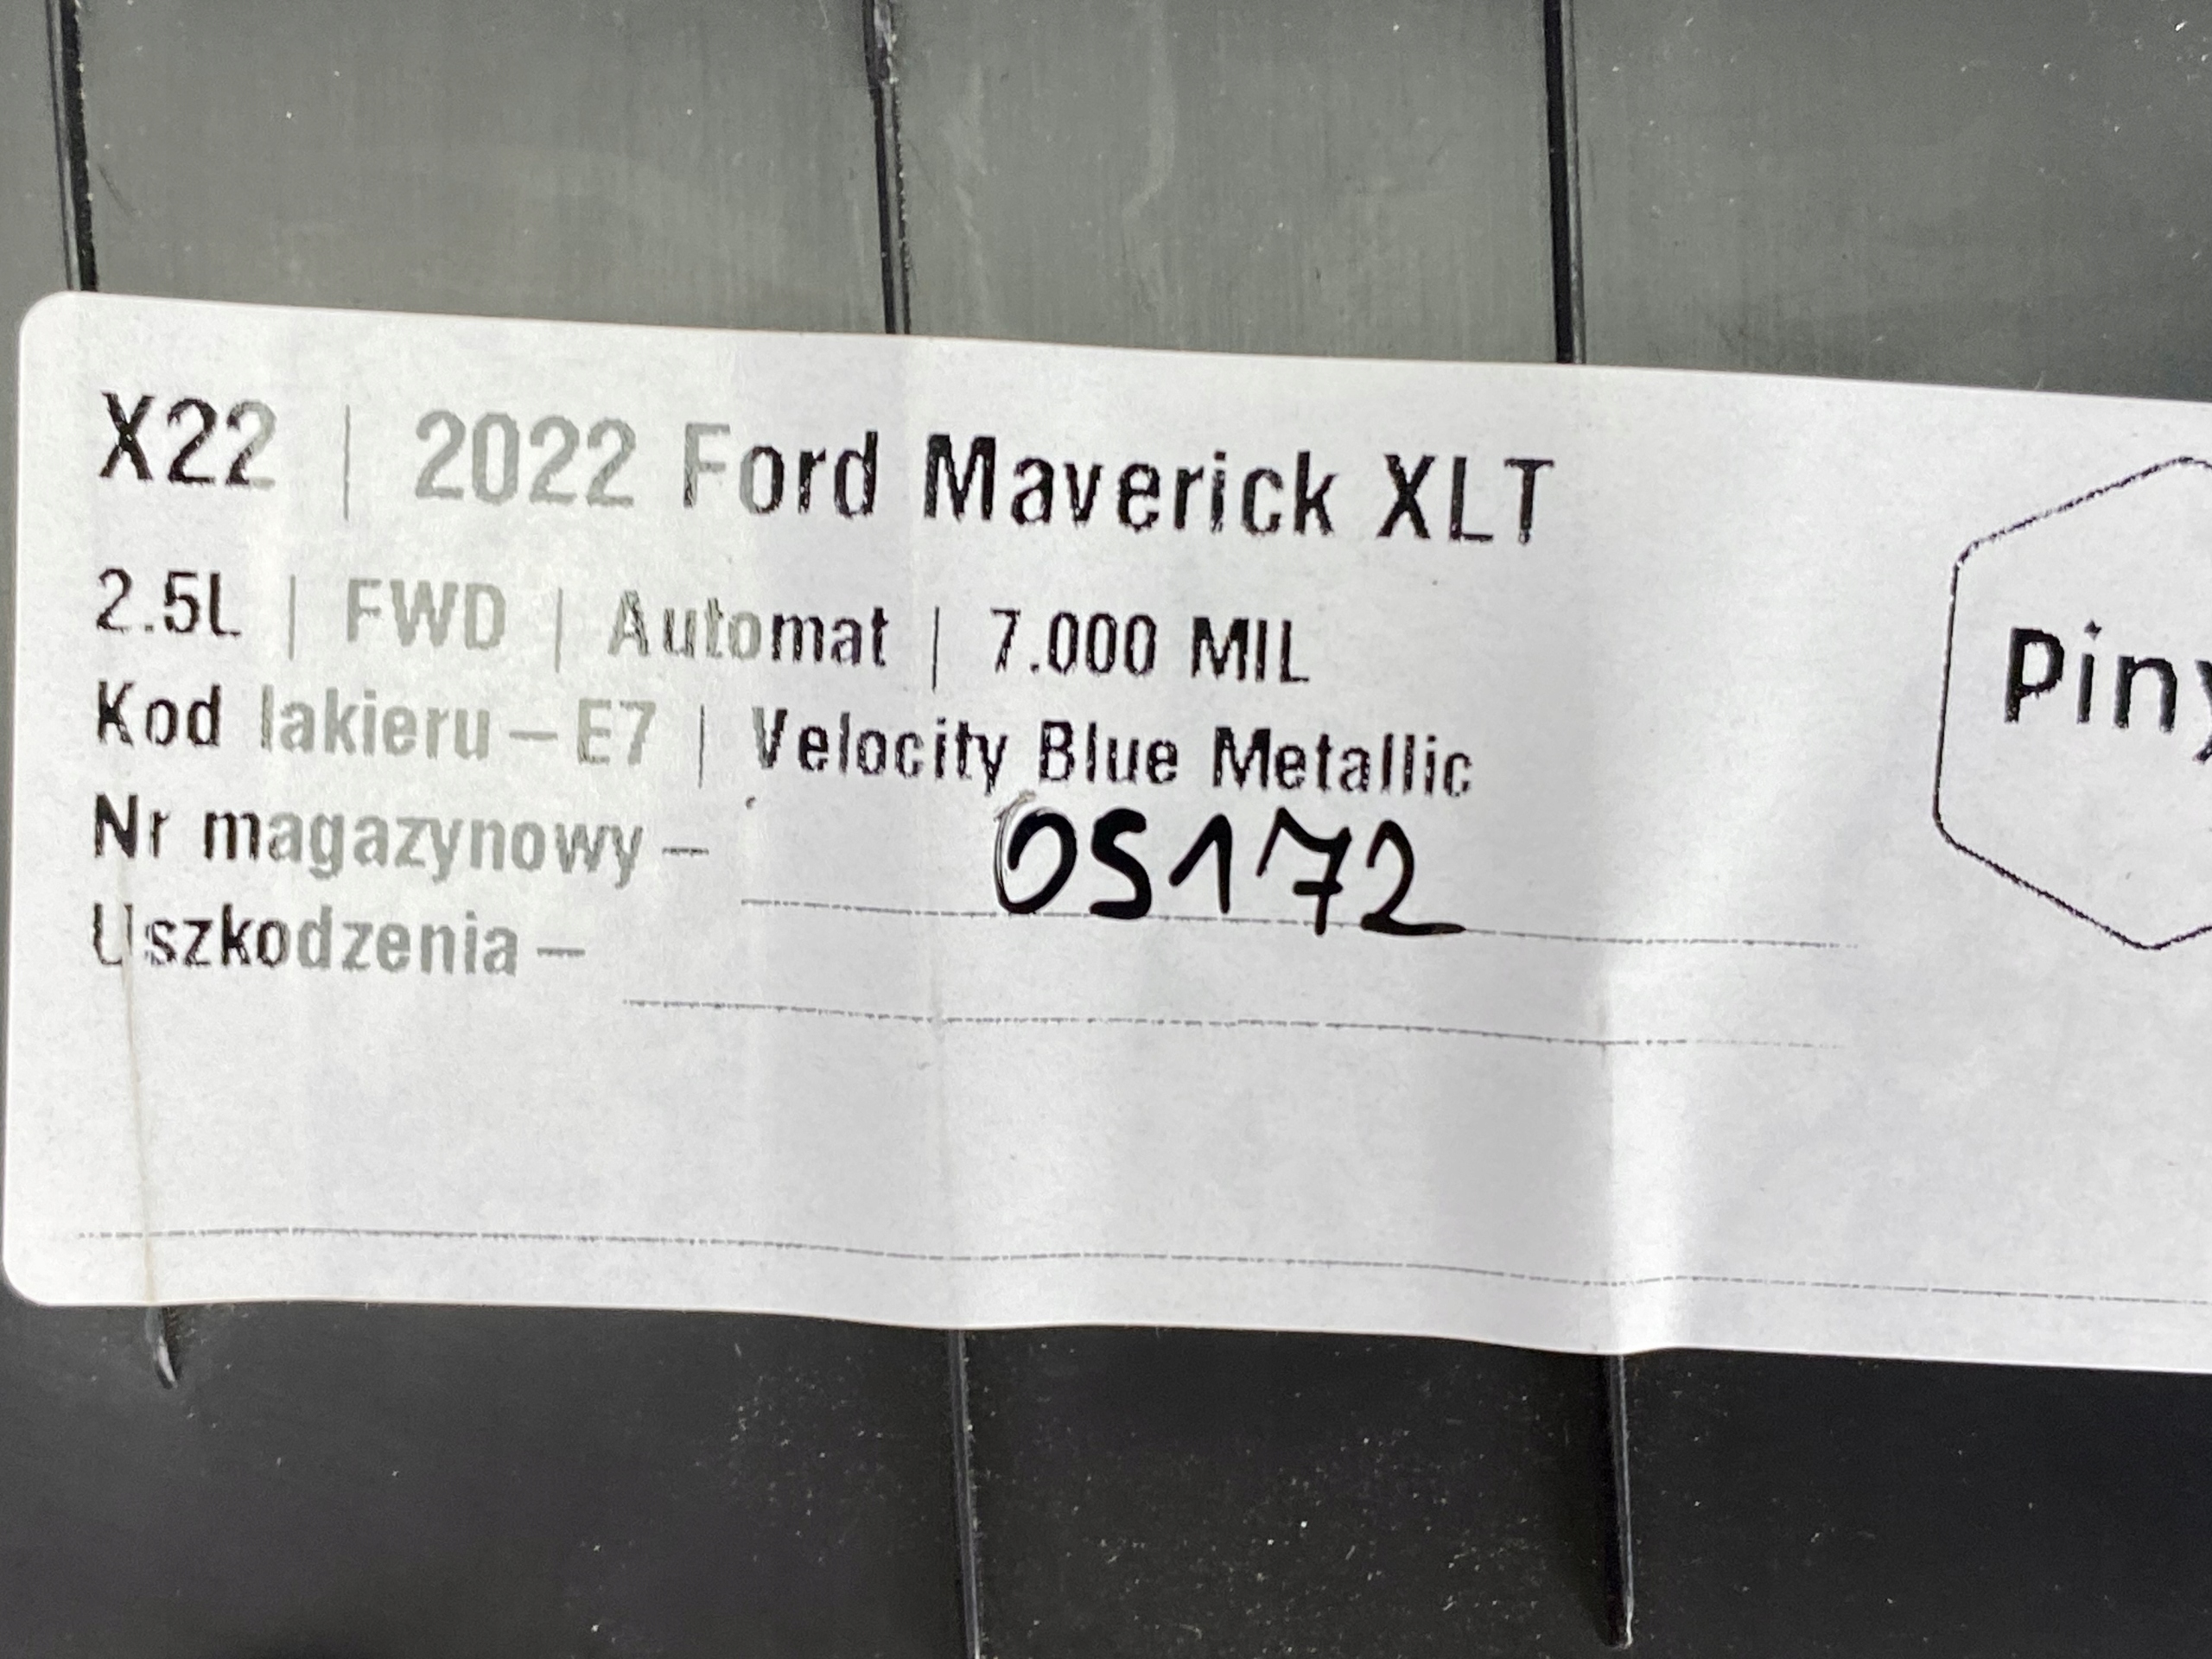 X22 | 2022 Ford Maverick XLT
2.5L | FWD | Automat | 7.000 MIL
Kod lakieru – E7 | Velocity Blue Metallic
Nr magazynowy – OS172
Uszkodzenia –
Piny